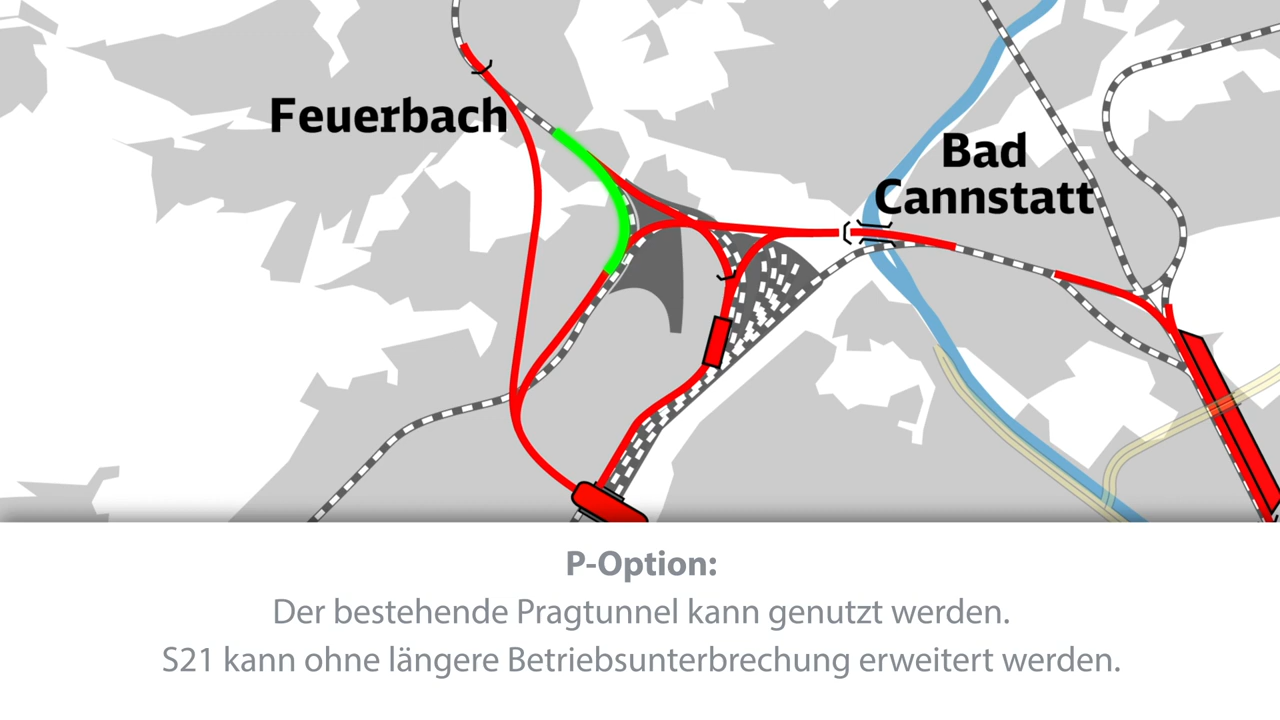 Feuerbach
Bad
Cannstatt
P-Option:
Der bestehende Pragtunnel kann genutzt werden.
S21 kann ohne längere Betriebsunterbrechung erweitert werden.